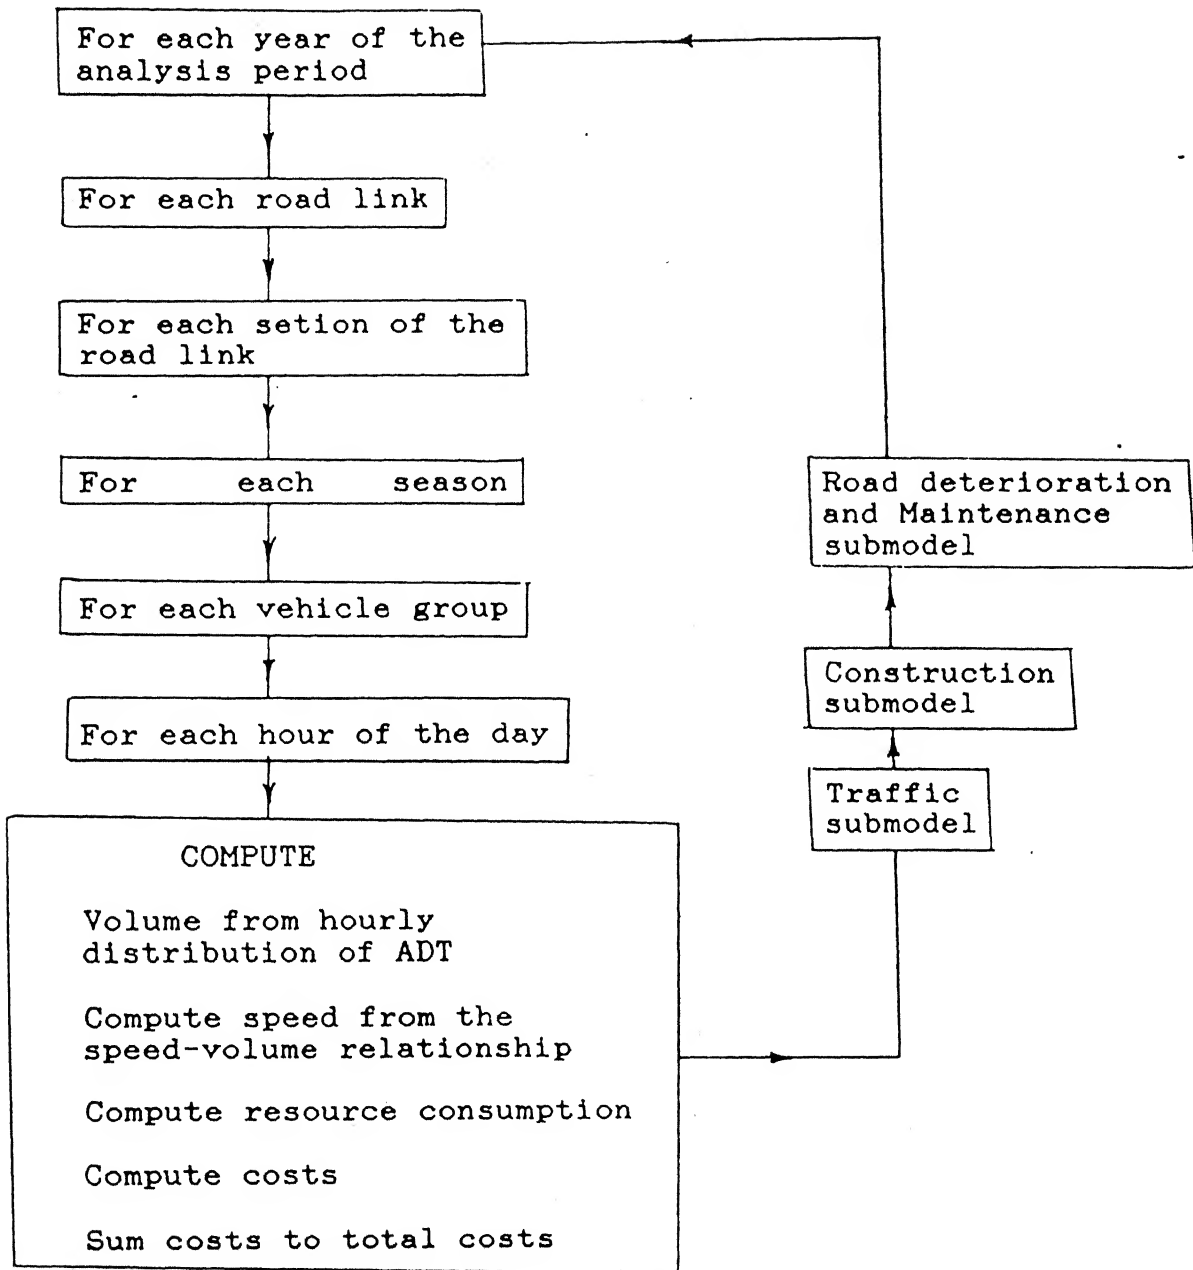 For each year of the
analysis period
For each road link
For each setion of the
road link
For each season
For each vehicle group
For each hour of the day
COMPUTE
Volume from hourly
distribution of ADT
Compute speed from the
speed-volume relationship
Compute resource consumption
Compute costs
Sum costs to total costs
Traffic
submodel
Construction
submodel
Road deterioration
and Maintenance
submodel